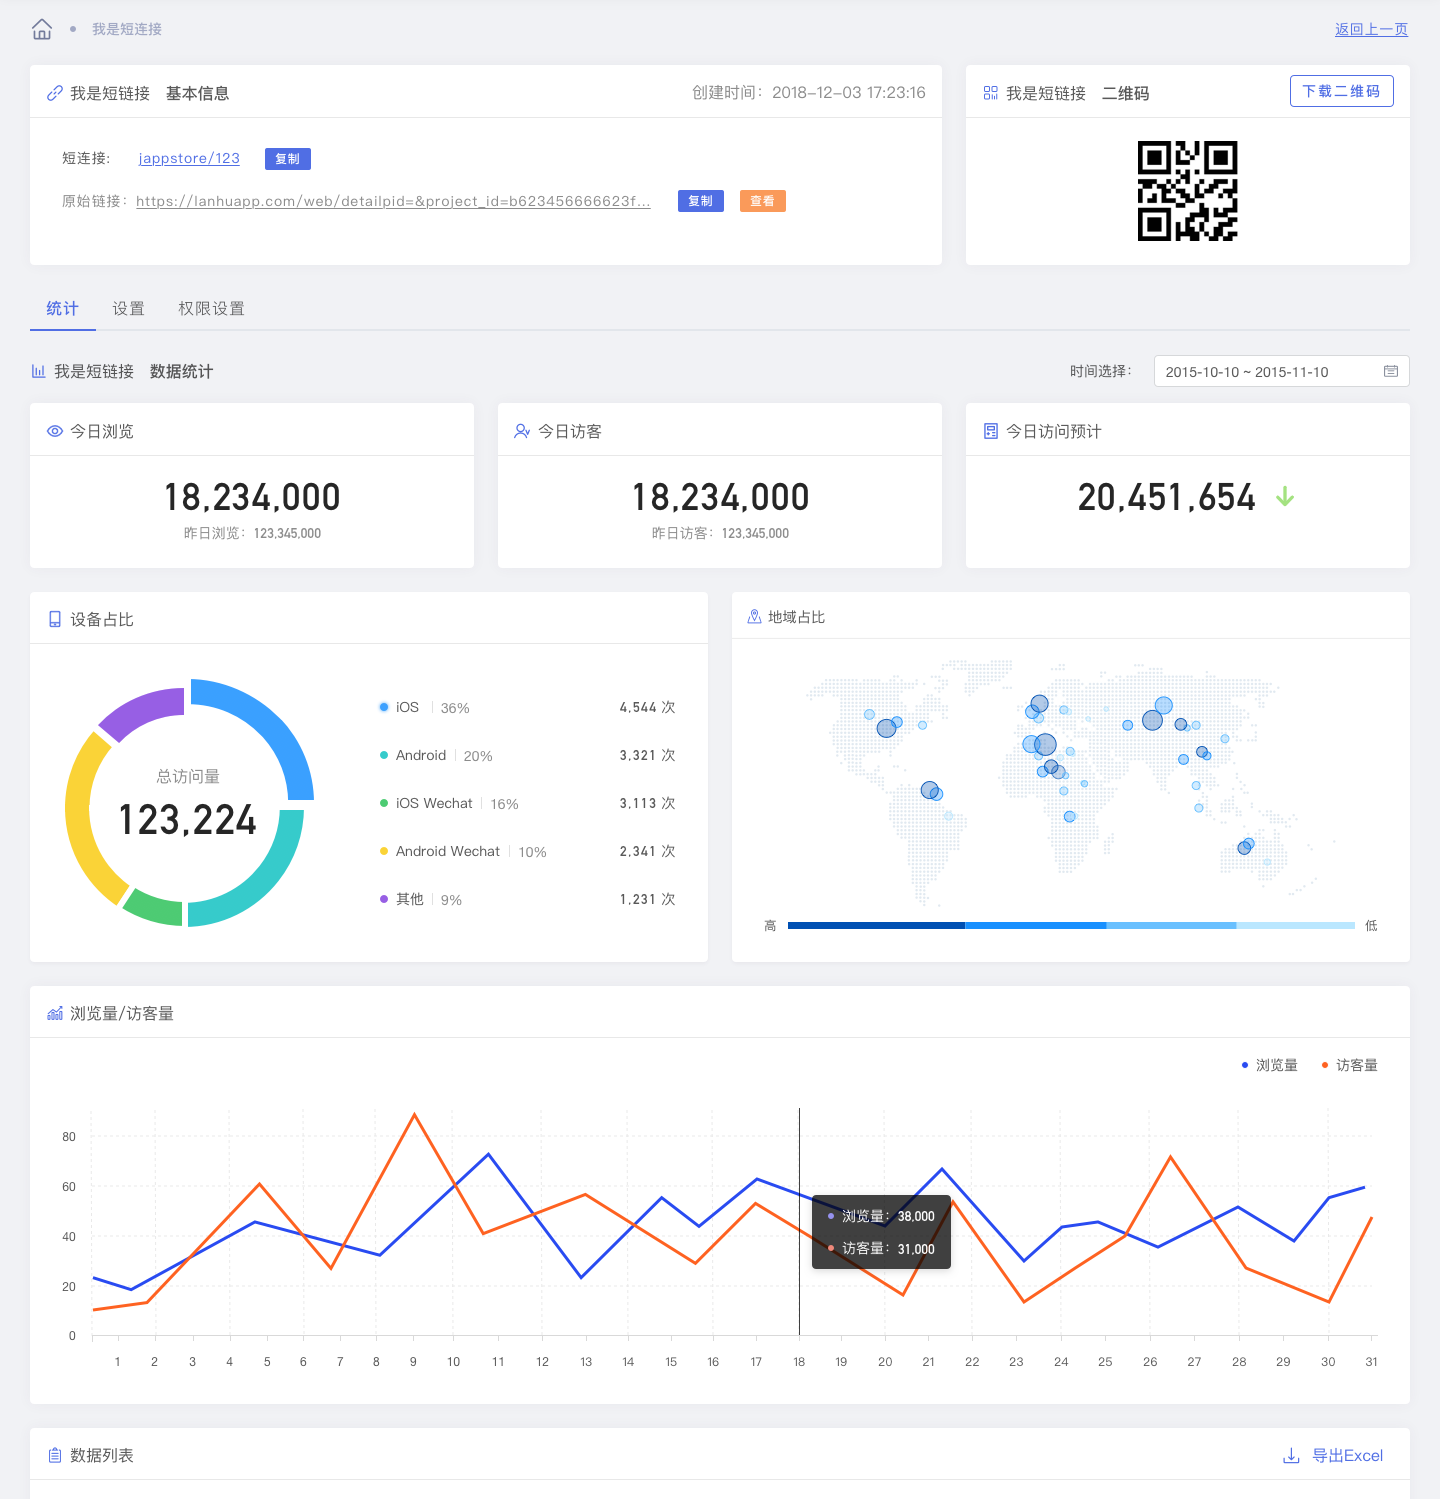 我是短连接
返回上一页
我是短链接 基本信息
创建时间：2018-12-03 17:23:16
短连接: jappstore/123 复制
原始链接： https://lanhuapp.com/web/detailpid=&project_id=b623456666623f... 复制 查看
我是短链接 二维码
下载二维码
统计 设置 权限设置
我是短链接 数据统计
时间选择： 2015-10-10 ~ 2015-11-10
今日浏览
18,234,000
昨日浏览：123,345,000
今日访客
18,234,000
昨日访客：123,345,000
今日访问预计
20,451,654
设备占比
总访问量
123,224
iOS 36% 4,544 次
Android 20% 3,321 次
iOS Wechat 16% 3,113 次
Android Wechat 10% 2,341 次
其他 9% 1,231 次
地域占比
高 低
浏览量/访客量
浏览量 访客量
80
60
40
20
0
浏览量：38,000
访客量：31,000
1 2 3 4 5 6 7 8 9 10 11 12 13 14 15 16 17 18 19 20 21 22 23 24 25 26 27 28 29 30 31
数据列表
导出Excel